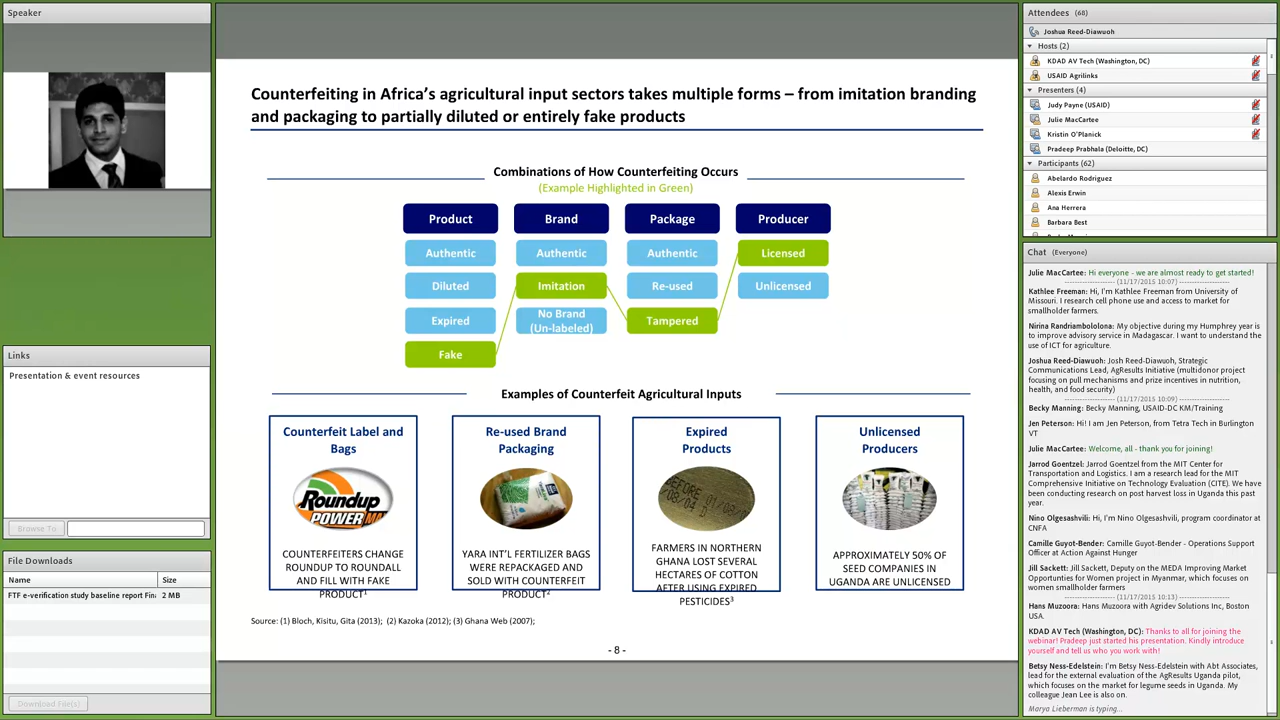 Speaker
Links
Presentation & event resources
Browse To
File Downloads
Name Size
FTF e-verification study baseline report Fin 2 MB
Download File(s)
Counterfeiting in Africa's agricultural input sectors takes multiple forms – from imitation branding
and packaging to partially diluted or entirely fake products
Combinations of How Counterfeiting Occurs
(Example Highlighted in Green)
Product Brand Package Producer
Authentic Authentic Authentic Licensed
Diluted Imitation Re-used Unlicensed
Expired No Brand (Un-labeled) Tampered
Fake
Examples of Counterfeit Agricultural Inputs
Counterfeit Label and
Bags
Roundup
POWERMA
COUNTERFEITERS CHANGE
ROUNDUP TO ROUNDALL
AND FILL WITH FAKE
PRODUCT1
Re-used Brand
Packaging
YARA INT'L FERTILIZER BAGS
WERE REPACKAGED AND
SOLD WITH COUNTERFEIT
PRODUCT2
Expired
Products
FARMERS IN NORTHERN
GHANA LOST SEVERAL
HECTARES OF COTTON
AFTER USING EXPIRED
PESTICIDES3
Unlicensed
Producers
APPROXIMATELY 50% OF
SEED COMPANIES IN
UGANDA ARE UNLICENSED
Source: (1) Bloch, Kisitu, Gita (2013); (2) Kazoka (2012); (3) Ghana Web (2007);
- 8 -
Attendees (68)
Joshua Reed-Diawuoh
Hosts (2)
KDAD AV Tech (Washington, DC)
USAID Agrilinks
Presenters (4)
Judy Payne (USAID)
Julie MacCartee
Kristin O'Planick
Pradeep Prabhala (Deloitte, DC)
Participants (62)
Abelardo Rodriguez
Alexis Erwin
Ana Herrera
Barbara Best
Chat (Everyone)
Julie MacCartee: Hi everyone - we are almost ready to get started!
(11/17/2015 10:07)
Kathlee Freeman: Hi, I'm Kathlee Freeman from University of
Missouri. I research cell phone use and access to market for
smallholder farmers.
Nirina Randriambololona: My objective during my Humphrey year is
to improve advisory service in Madagascar. I want to understand the
use of ICT for agriculture.
Joshua Reed-Diawuoh: Josh Reed-Diawuoh, Strategic
Communications Lead, AgResults Initiative (multidonor project
focusing on pull mechanisms and prize incentives in nutrition,
health, and food security)
(11/17/2015 10:09)
Becky Manning: Becky Manning, USAID-DC KM/Training
Jen Peterson: Hi! I am Jen Peterson, from Tetra Tech in Burlington
VT
Julie MacCartee: Welcome, all - thank you for joining!
Jarrod Goentzel: Jarrod Goentzel from the MIT Center for
Transportation and Logistics. I am a research lead for the MIT
Comprehensive Initiative on Technology Evaluation (CITE). We have
been conducting research on post harvest loss in Uganda this past
year.
Nino Olgesashvili: Hi, I'm Nino Olgesashvili, program coordinator at
CNFA
Camille Guyot-Bender: Camille Guyot-Bender - Operations Support
Officer at Action Against Hunger
Jill Sackett: Jill Sackett, Deputy on the MEDA Improving Market
Opportunities for Women project in Myanmar, which focuses on
women smallholder farmers
(11/17/2015 10:13)
Hans Muzoora: Hans Muzoora with Agridev Solutions Inc, Boston
USA.
KDAD AV Tech (Washington, DC): Thanks to all for joining the
webinar! Pradeep just started his presentation. Kindly introduce
yourself and tell us who you work with!
Betsy Ness-Edelstein: I'm Betsy Ness-Edelstein with Abt Associates,
lead for the external evaluation of the AgResults Uganda pilot,
which focuses on the market for legume seeds in Uganda. My
colleague Jean Lee is also on.
Marya Lieberman is typing...